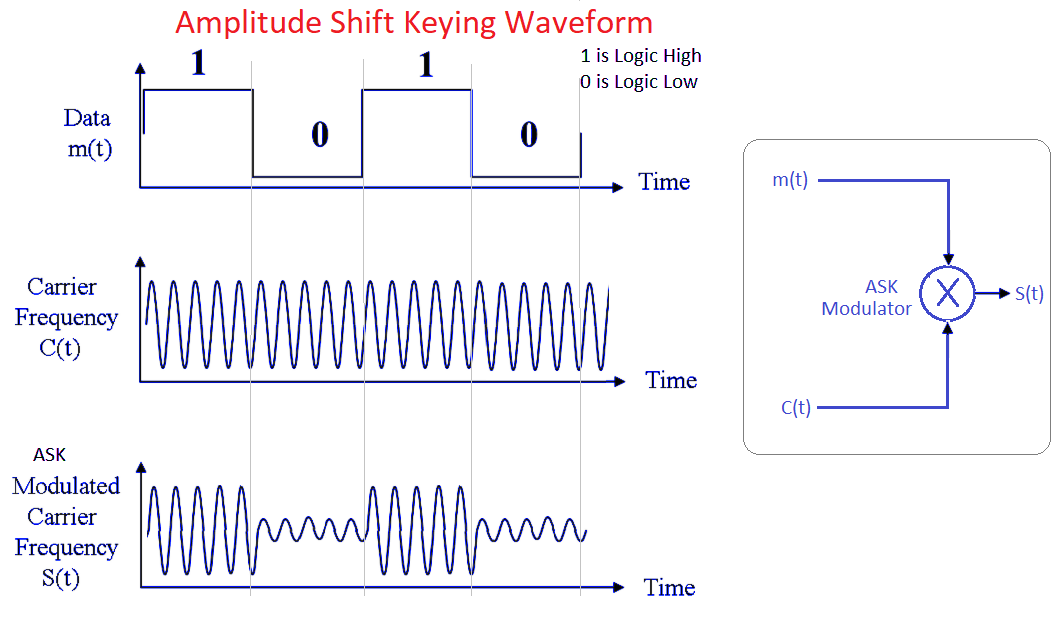 Amplitude Shift Keying Waveform
1 is Logic High
0 is Logic Low
1
1
0
0
Data
m(t)
Time
Carrier
Frequency
C(t)
Time
ASK
Modulated
Carrier
Frequency
S(t)
Time
m(t)
ASK
Modulator
X
S(t)
C(t)